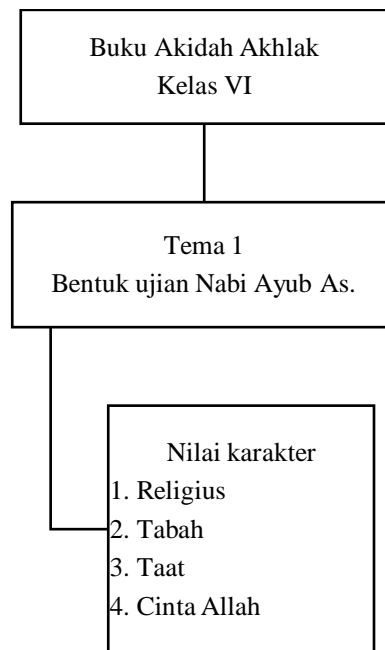 Buku Akidah Akhlak
Kelas VI
Tema 1
Bentuk ujian Nabi Ayub As.
Nilai karakter
1. Religius
2. Tabah
3. Taat
4. Cinta Allah